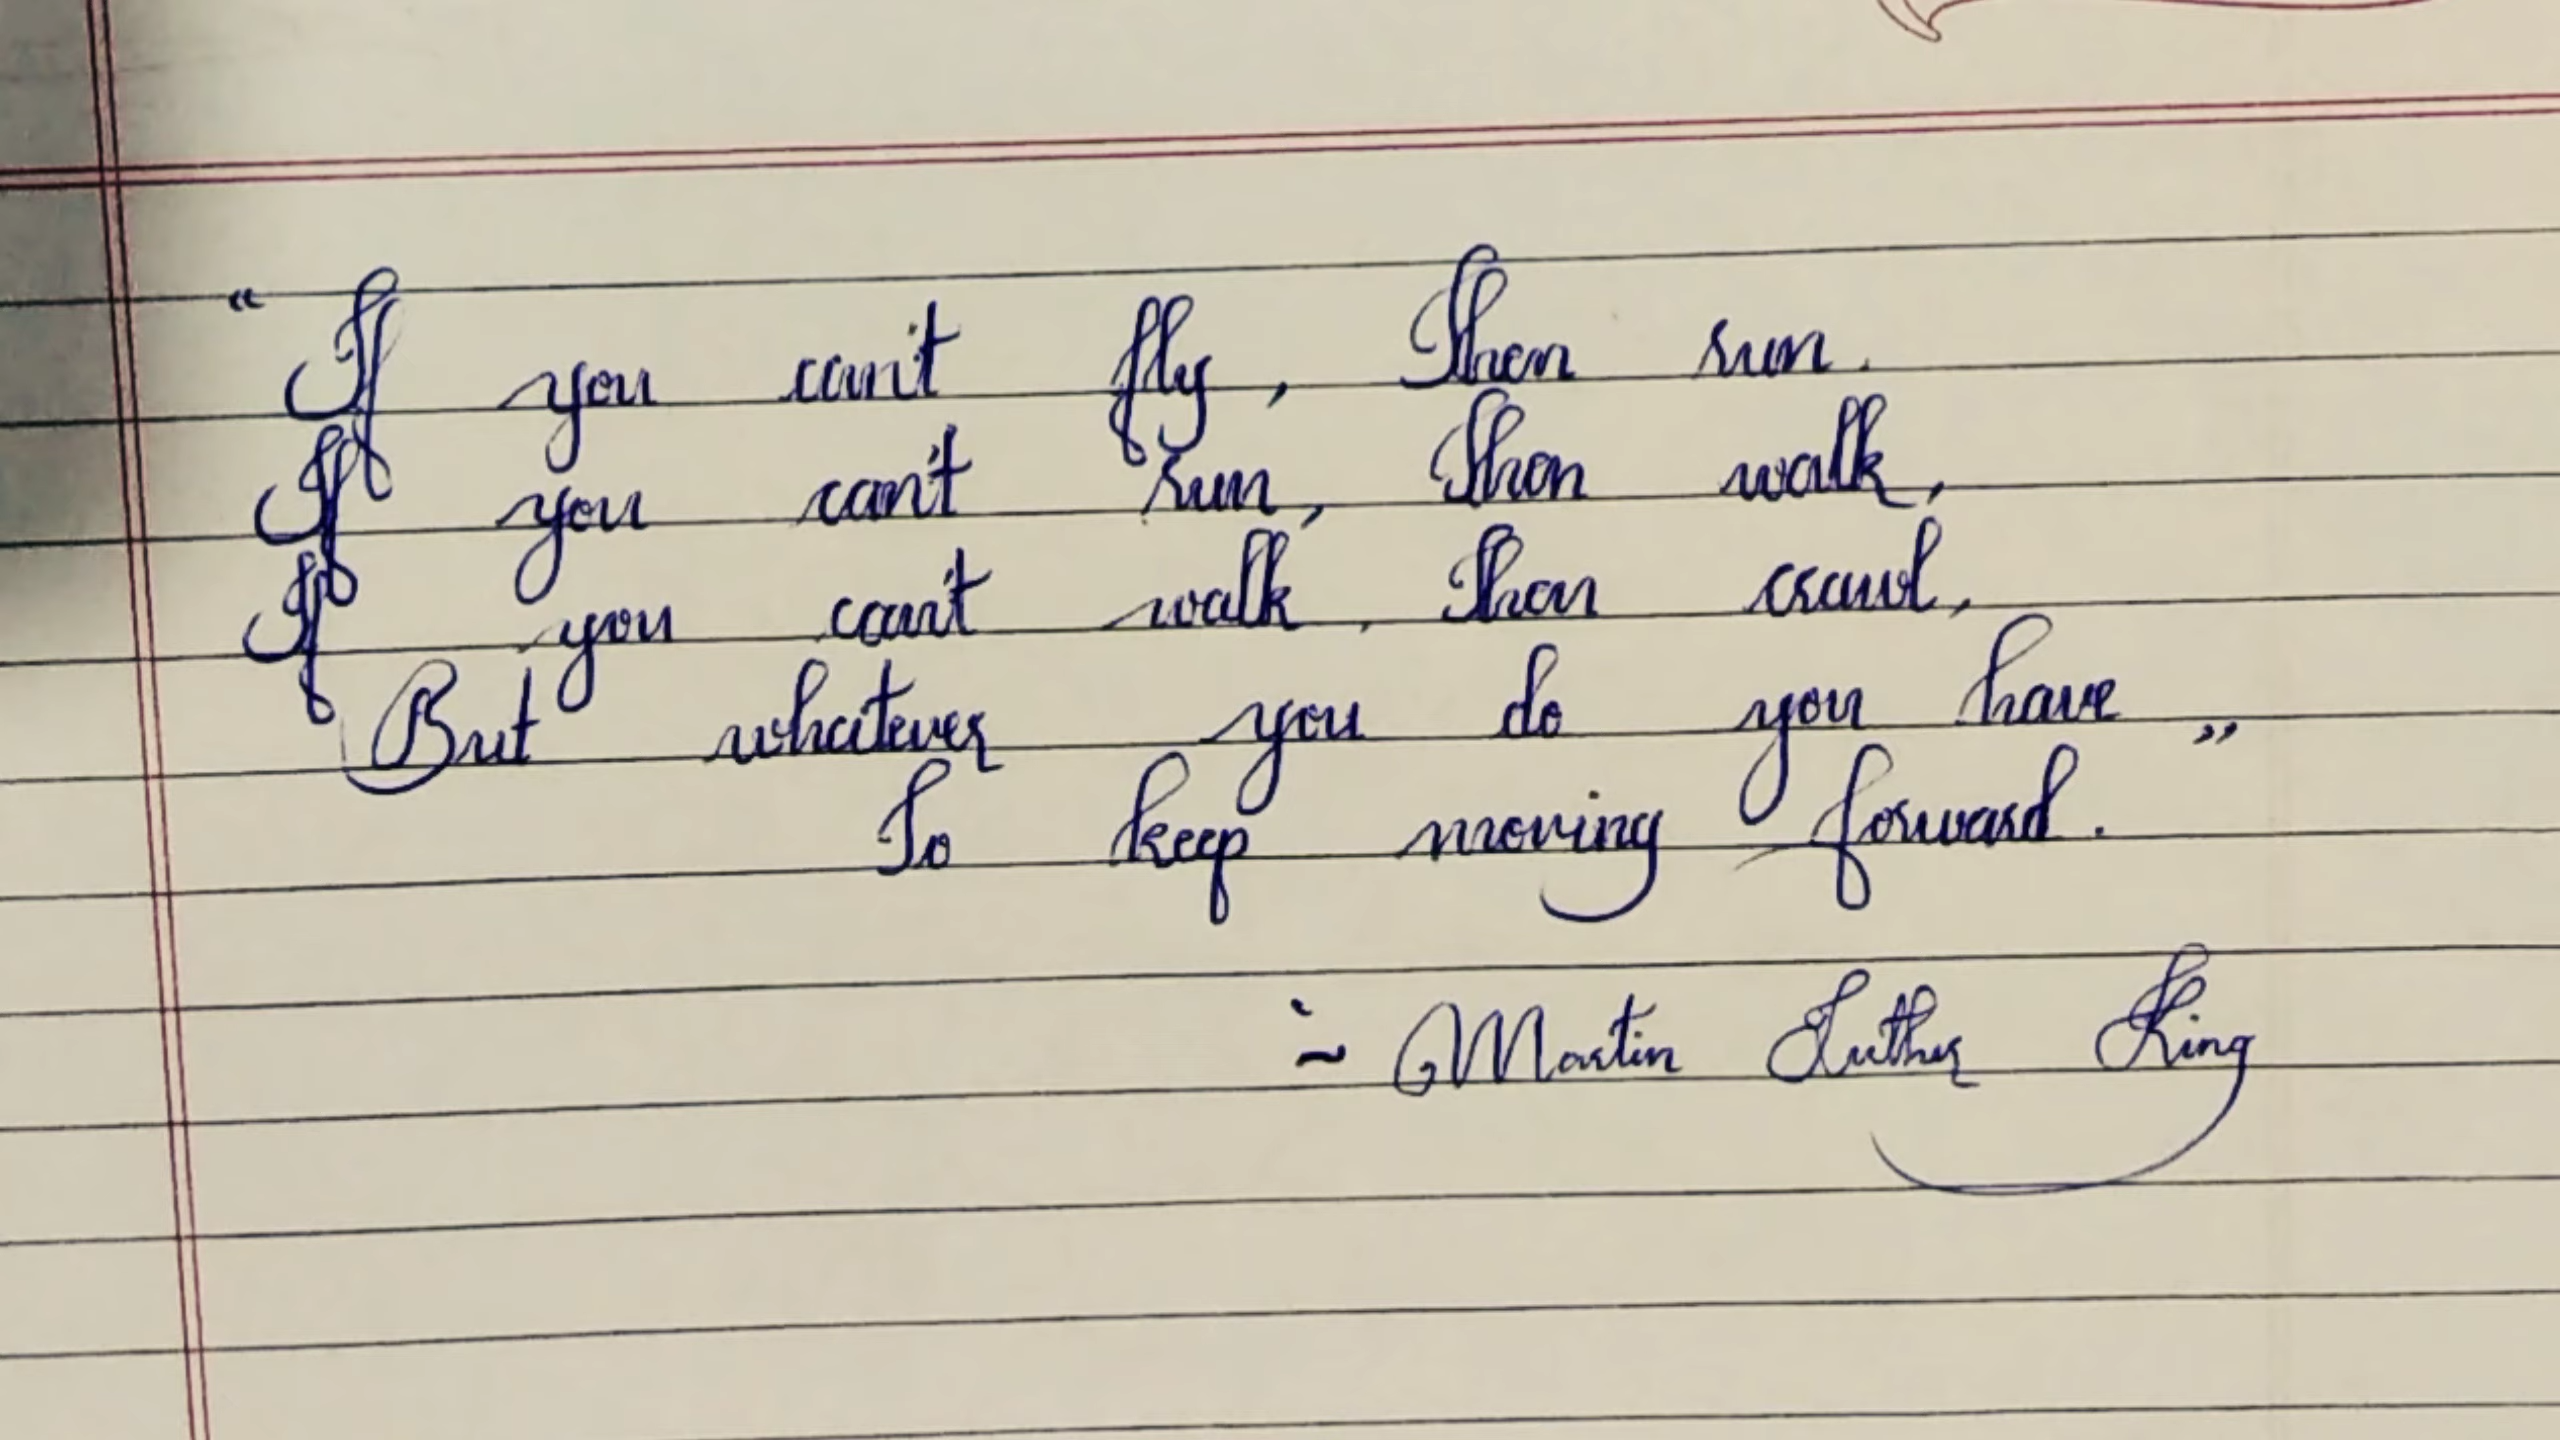 “ If you can't fly, Then run.
If you can't run, Then walk,
If you can't walk, Then crawl,
But whatever you do you have ”
To keep moving forward.
~ Martin Luther King